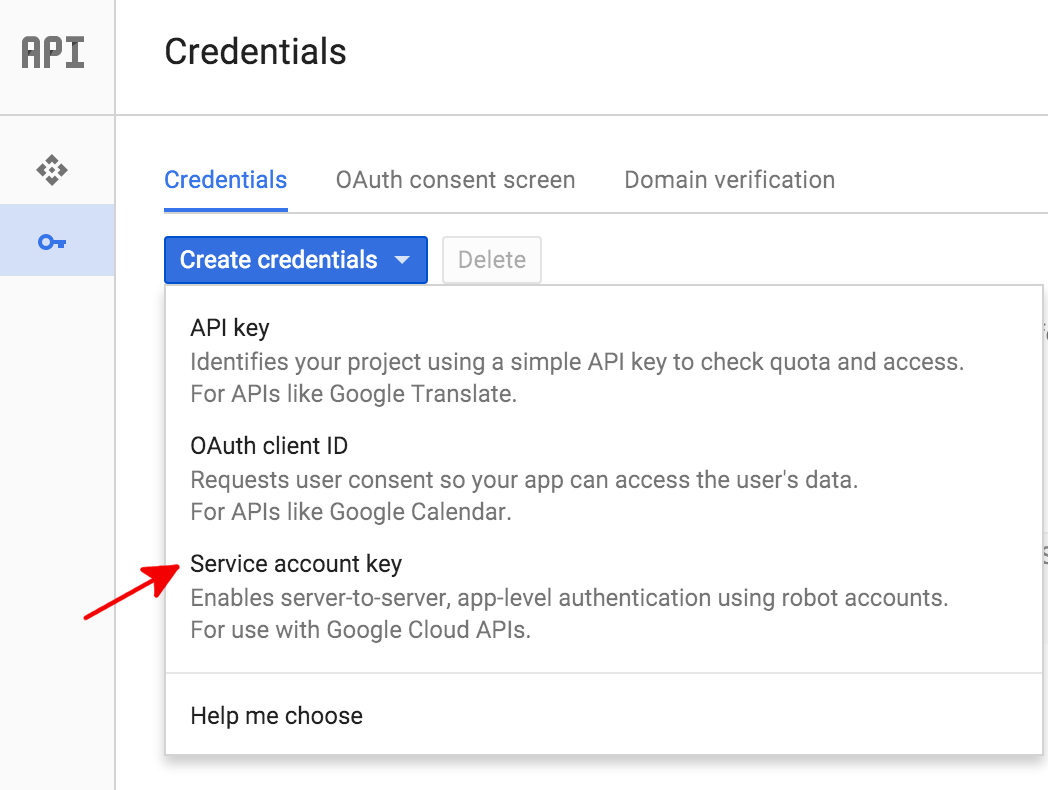 API
Credentials
Credentials
OAuth consent screen
Domain verification
Create credentials
Delete
API key
Identifies your project using a simple API key to check quota and access.
For APIs like Google Translate.
OAuth client ID
Requests user consent so your app can access the user's data.
For APIs like Google Calendar.
Service account key
Enables server-to-server, app-level authentication using robot accounts.
For use with Google Cloud APIs.
Help me choose